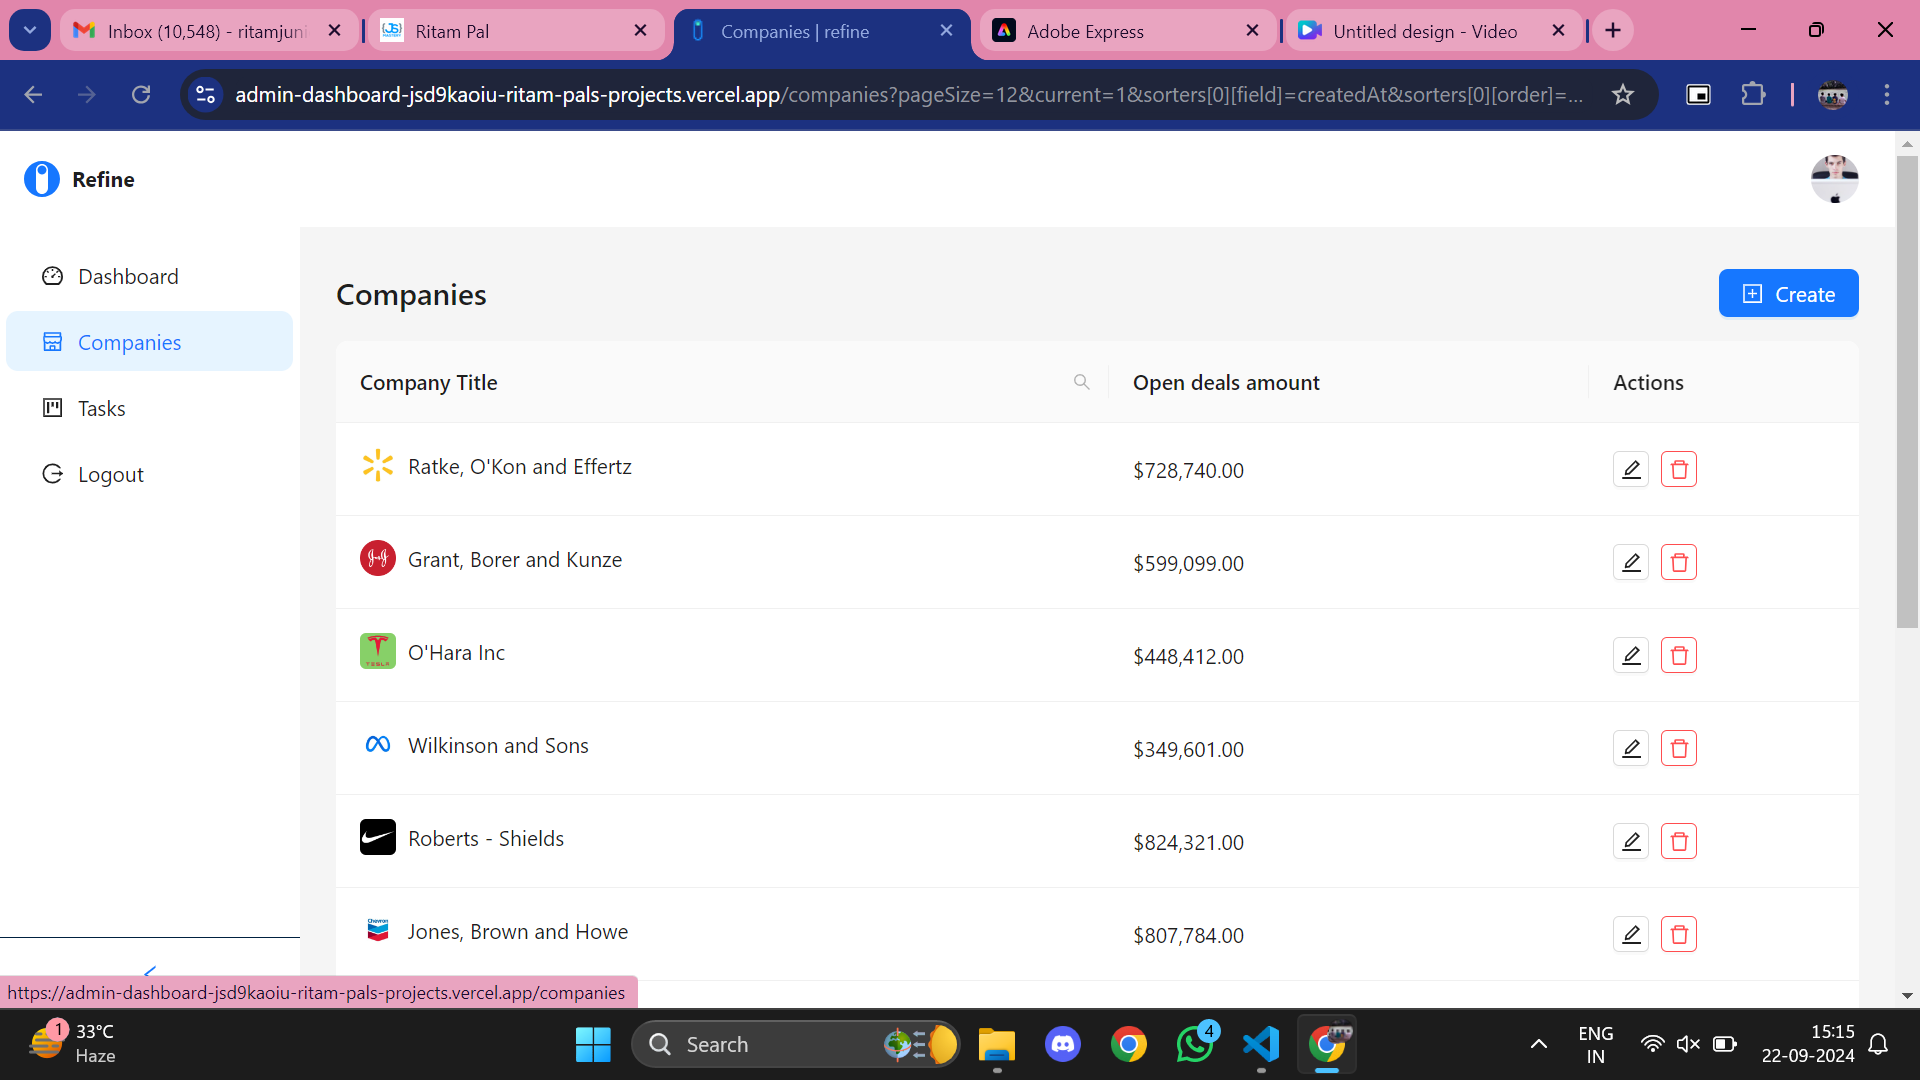 Inbox (10,548) - ritamjuni
Ritam Pal
Companies | refine
Adobe Express
Untitled design - Video
admin-dashboard-jsd9kaoiu-ritam-pals-projects.vercel.app/companies?pageSize=12&current=1&sorters[0][field]=createdAt&sorters[0][order]=...
Refine
Dashboard
Companies
Tasks
Logout
Companies
Create
Company Title
Open deals amount
Actions
Ratke, O'Kon and Effertz
$728,740.00
Grant, Borer and Kunze
$599,099.00
TESLA
O'Hara Inc
$448,412.00
Wilkinson and Sons
$349,601.00
Roberts - Shields
$824,321.00
Chevron
Jones, Brown and Howe
$807,784.00
https://admin-dashboard-jsd9kaoiu-ritam-pals-projects.vercel.app/companies
1
33°C
Haze
Search
4
ENG
IN
15:15
22-09-2024